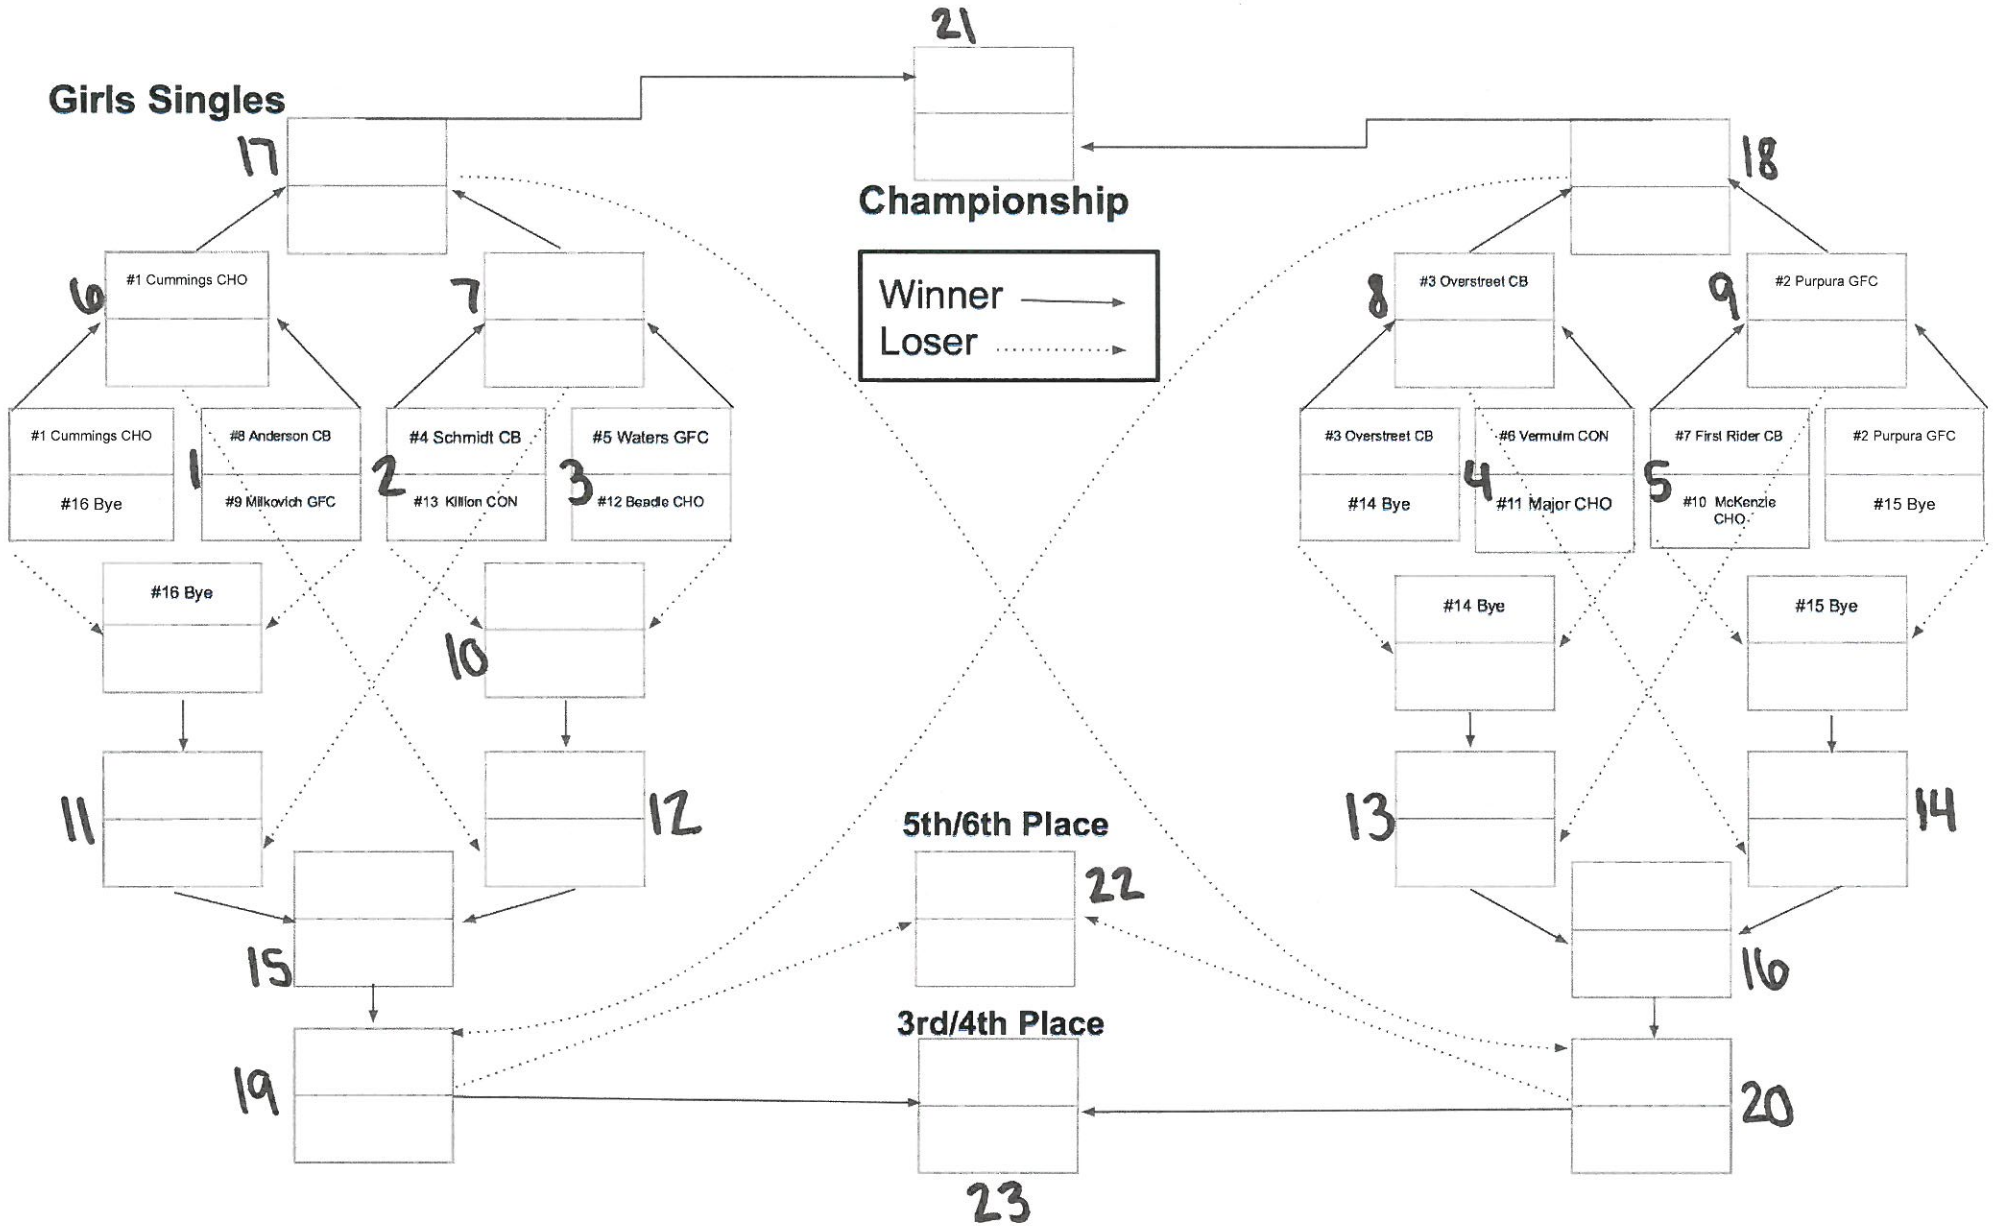 21
Girls Singles
17
18
Championship
6
#1 Cummings CHO
7
Winner
Loser
8
#3 Overstreet CB
9
#2 Purpura GFC
#1 Cummings CHO
#16 Bye
1
#8 Anderson CB
#9 Milkovich GFC
2
#4 Schmidt CB
#13 Killion CON
3
#5 Waters GFC
#12 Beadle CHO
#3 Overstreet CB
#14 Bye
4
#6 Vermulm CON
#11 Major CHO
5
#7 First Rider CB
#10 McKenzie
CHO
#2 Purpura GFC
#15 Bye
#16 Bye
10
#14 Bye
#15 Bye
11
12
13
14
5th/6th Place
22
15
16
3rd/4th Place
19
20
23